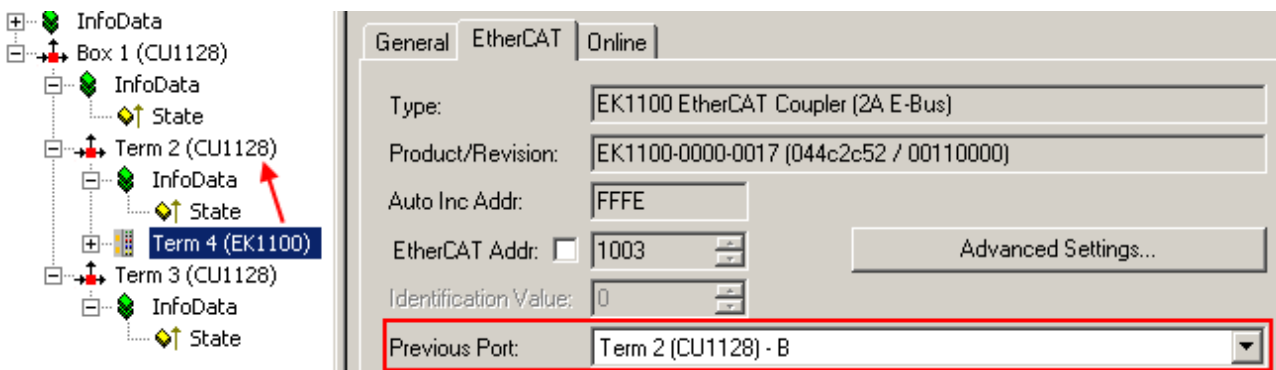 InfoData
Box 1 (CU1128)
InfoData
State
Term 2 (CU1128)
InfoData
State
Term 4 (EK1100)
Term 3 (CU1128)
InfoData
State
General EtherCAT Online
Type: EK1100 EtherCAT Coupler (2A E-Bus)
Product/Revision: EK1100-0000-0017 (044c2c52 / 00110000)
Auto Inc Addr: FFFE
EtherCAT Addr: 1003 Advanced Settings...
Identification Value: 0
Previous Port: Term 2 (CU1128) - B